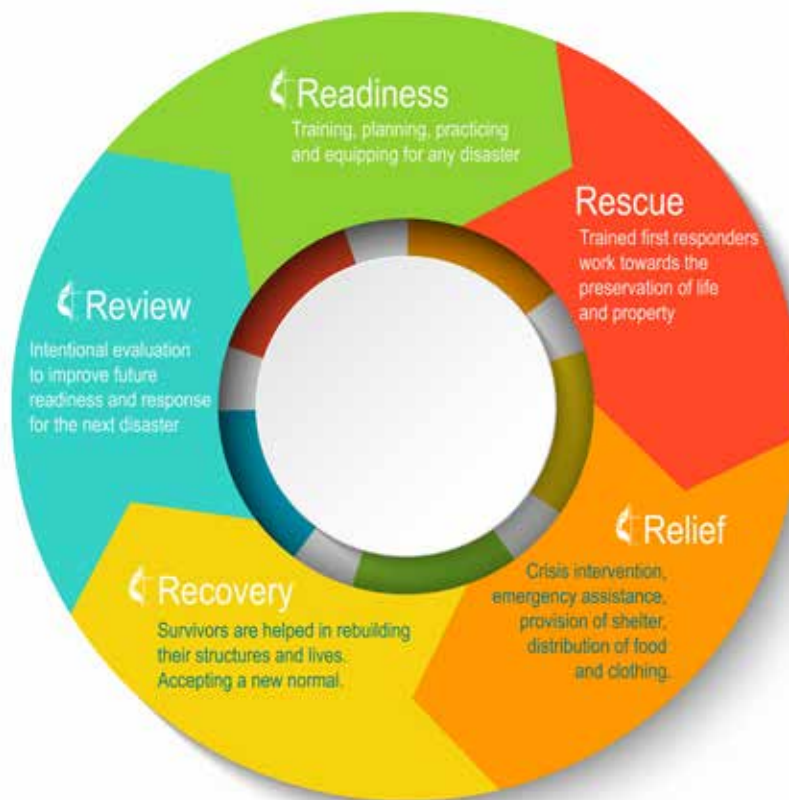 Readiness
Training, planning, practicing
and equipping for any disaster
Rescue
Trained first responders
work towards the
preservation of life
and property
Relief
Crisis intervention,
emergency assistance,
provision of shelter,
distribution of food
and clothing.
Recovery
Survivors are helped in rebuilding
their structures and lives.
Accepting a new normal.
Review
Intentional evaluation
to improve future
readiness and response
for the next disaster